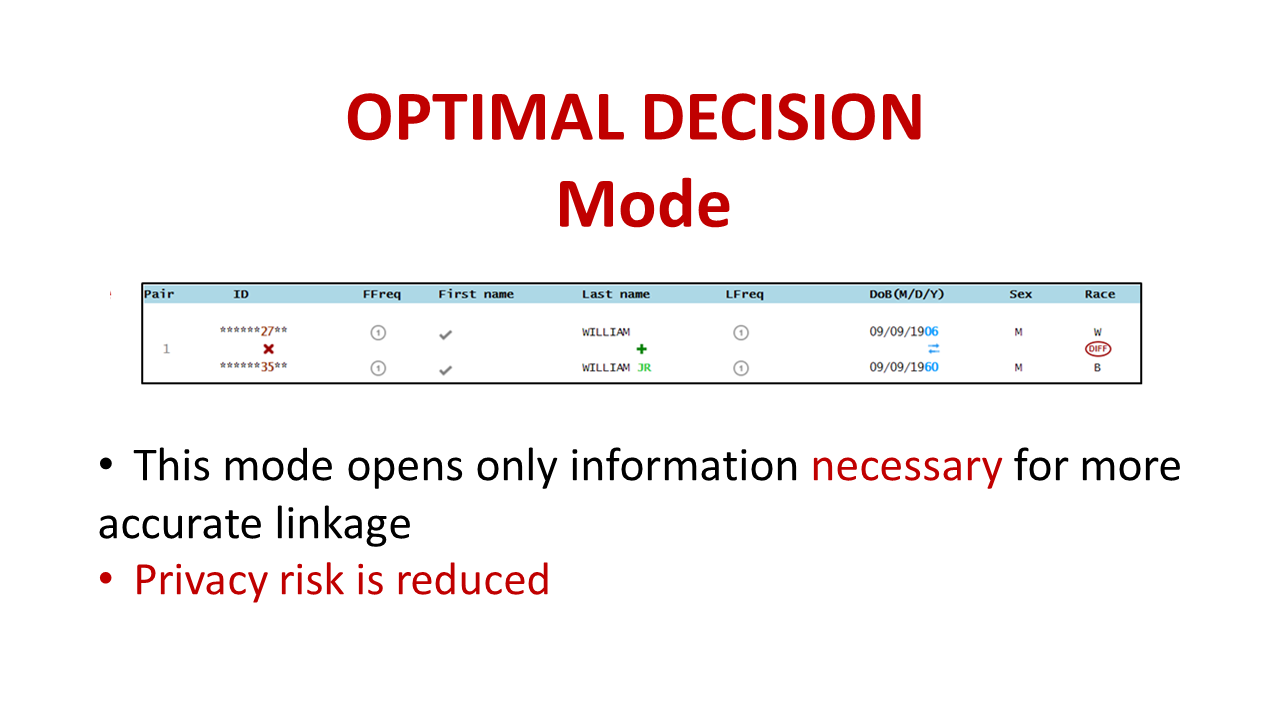 OPTIMAL DECISION
Mode
Pair ID FFreq First name Last name LFreq DoB(M/D/Y) Sex Race
******27** 1 ✔ WILLIAM 1 09/09/1906 M W
1 ✖ + ⇄ DIFF
******35** 1 ✔ WILLIAM JR 1 09/09/1960 M B
• This mode opens only information necessary for more
accurate linkage
• Privacy risk is reduced